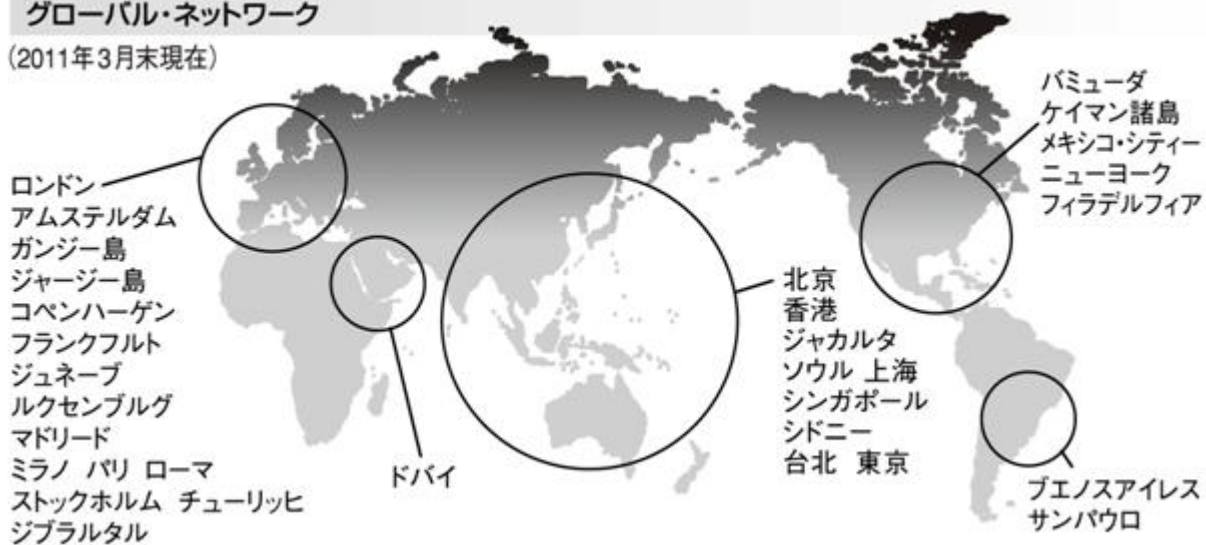 グローバル・ネットワーク
(2011年3月末現在)
ロンドン
アムステルダム
ガンジー島
ジャージー島
コペンハーゲン
フランクフルト
ジュネーブ
ルクセンブルグ
マドリード
ミラノ パリ ローマ
ストックホルム チューリッヒ
ジブラルタル
ドバイ
北京
香港
ジャカルタ
ソウル 上海
シンガポール
シドニー
台北 東京
バミューダ
ケイマン諸島
メキシコ・シティー
ニューヨーク
フィラデルフィア
ブエノスアイレス
サンパウロ